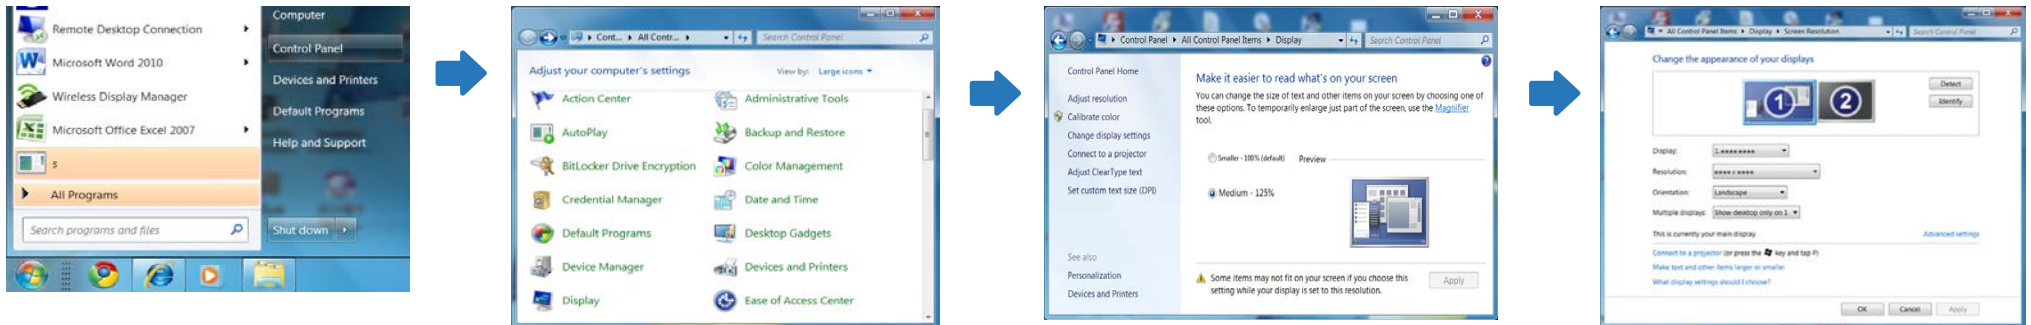 Computer
Remote Desktop Connection
Control Panel
Microsoft Word 2010
Devices and Printers
Wireless Display Manager
Default Programs
Microsoft Office Excel 2007
Help and Support
s
All Programs
Search programs and files
Shut down
Cont...
All Contr...
Search Control Panel
Adjust your computer's settings
View by: Large icons
Action Center
Administrative Tools
AutoPlay
Backup and Restore
BitLocker Drive Encryption
Color Management
Credential Manager
Date and Time
Default Programs
Desktop Gadgets
Device Manager
Devices and Printers
Display
Ease of Access Center
Control Panel
All Control Panel Items
Display
Search Control Panel
Control Panel Home
Adjust resolution
Calibrate color
Change display settings
Connect to a projector
Adjust ClearType text
Set custom text size (DPI)
See also
Personalization
Devices and Printers
Make it easier to read what's on your screen
You can change the size of text and other items on your screen by choosing one of
these options. To temporarily enlarge just part of the screen, use the Magnifier
tool.
Smaller - 100% (default)
Preview
Medium - 125%
Some items may not fit on your screen if you choose this
setting while your display is set to this resolution.
Apply
All Control Panel Items
Display
Screen Resolution
Search Control Panel
Change the appearance of your displays
1
2
Detect
Identify
Display:
Resolution:
Orientation: Landscape
Multiple displays: Show desktop only on 1
This is currently your main display.
Advanced settings
Connect to a projector (or press the key and tap P)
Make text and other items larger or smaller
What display settings should I choose?
OK
Cancel
Apply